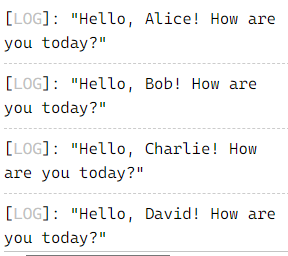 [LOG]: "Hello, Alice! How are
you today?"
[LOG]: "Hello, Bob! How are
you today?"
[LOG]: "Hello, Charlie! How
are you today?"
[LOG]: "Hello, David! How are
you today?"